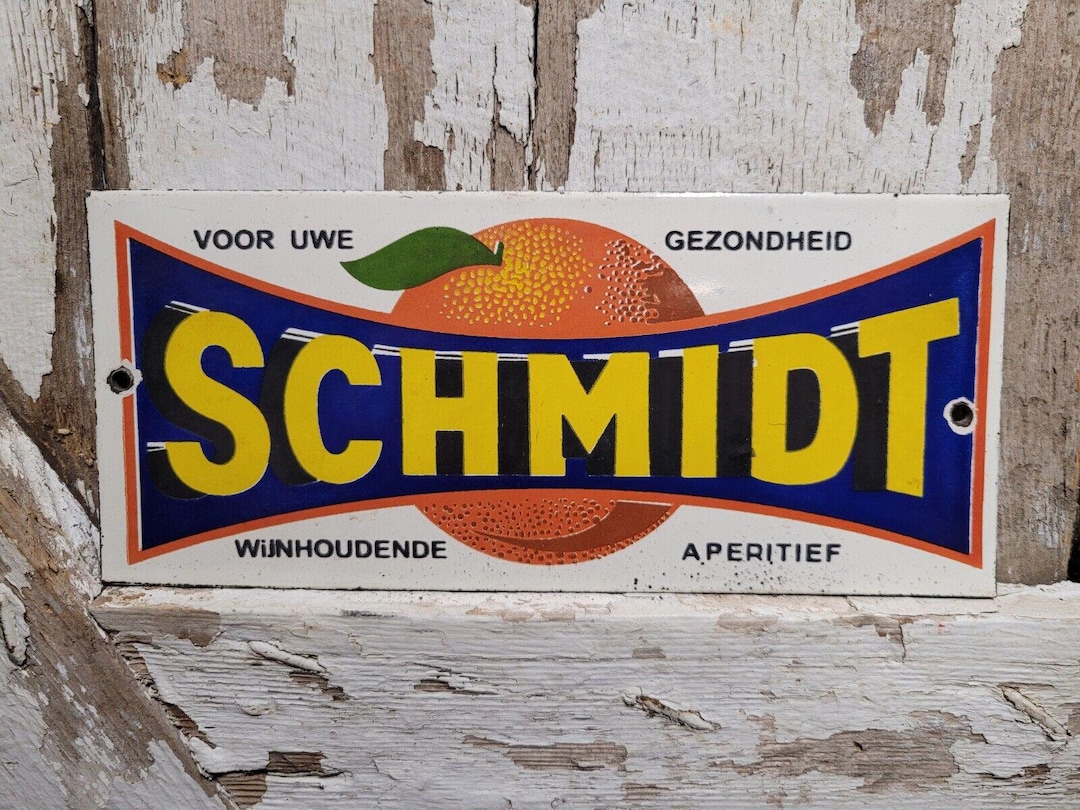 VOOR UWE GEZONDHEID
SCHMIDT
WIJNHOUDENDE APERITIEF